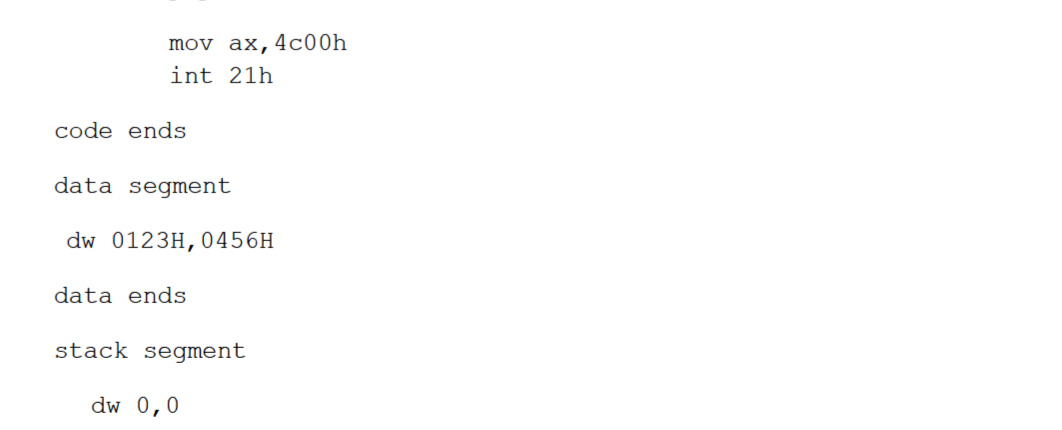 mov ax,4c00h
int 21h
code ends
data segment
dw 0123H,0456H
data ends
stack segment
dw 0,0